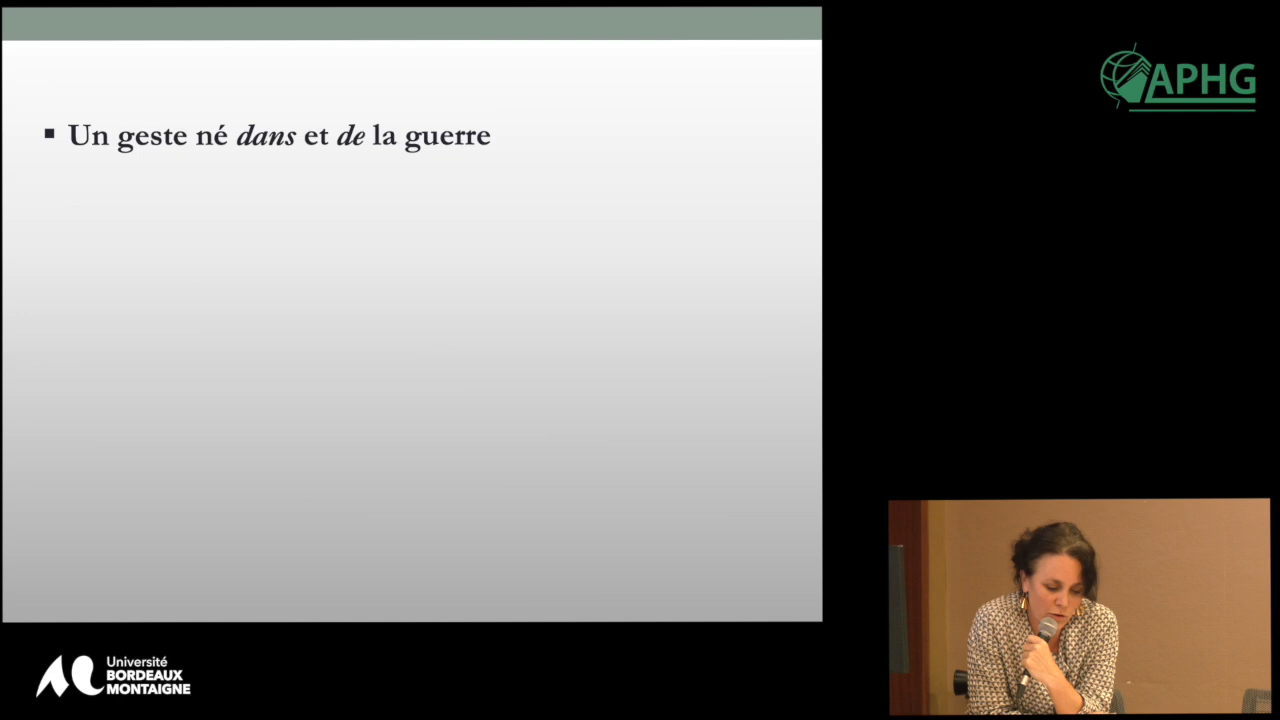 Un geste né dans et de la guerre
APHG
Université
BORDEAUX
MONTAIGNE